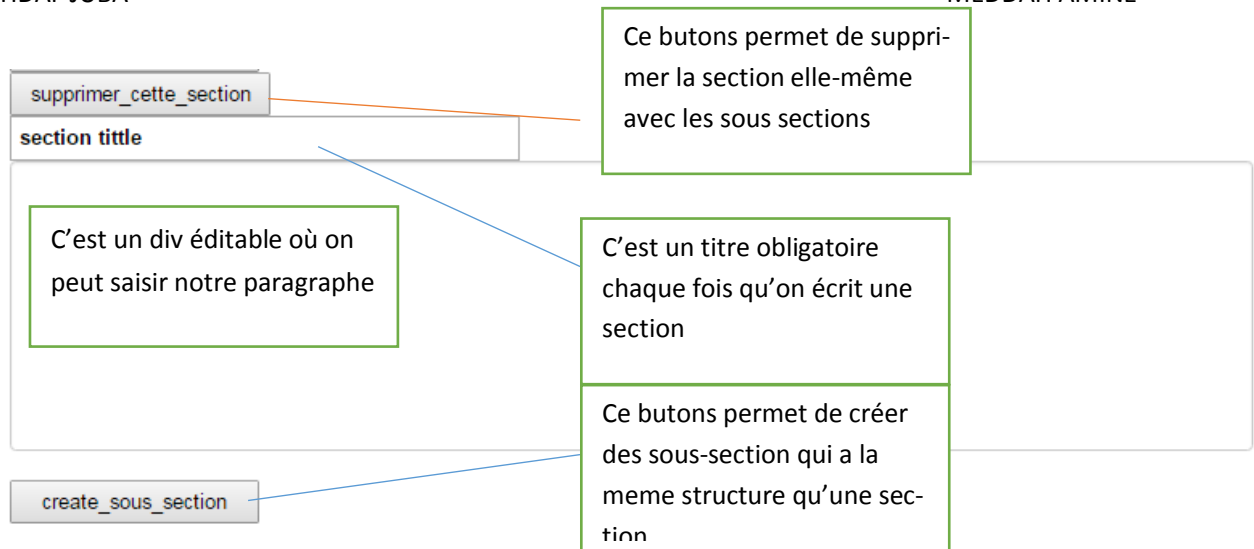 Ce butons permet de suppri-
mer la section elle-même
avec les sous sections
supprimer_cette_section
section tittle
C'est un div éditable où on
peut saisir notre paragraphe
C'est un titre obligatoire
chaque fois qu'on écrit une
section
Ce butons permet de créer
des sous-section qui a la
meme structure qu'une sec-
tion
create_sous_section